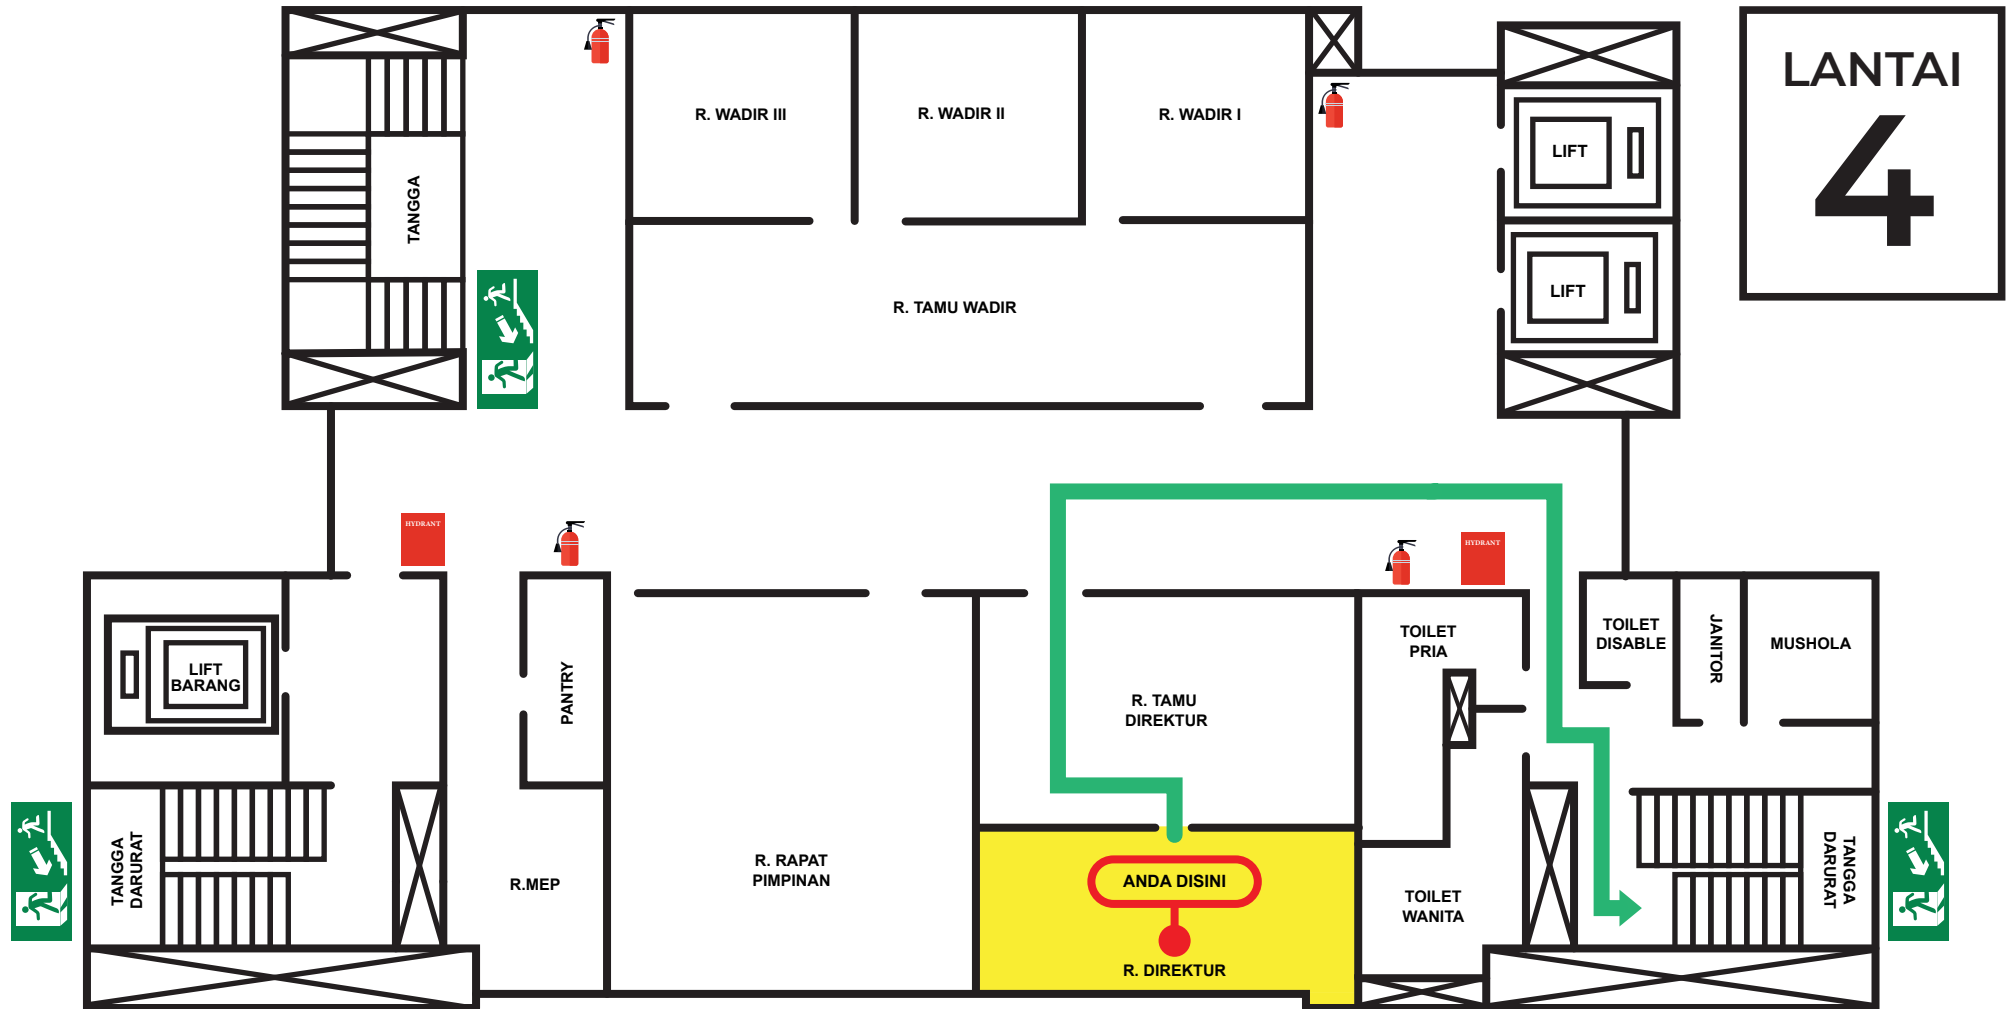 LANTAI
4
R. WADIR III
R. WADIR II
R. WADIR I
LIFT
TANGGA
LIFT
R. TAMU WADIR
HYDRANT
HYDRANT
TOILET
PRIA
TOILET
DISABLE
JANITOR
MUSHOLA
LIFT
BARANG
PANTRY
R. TAMU
DIREKTUR
TANGGA
DARURAT
R.MEP
R. RAPAT
PIMPINAN
ANDA DISINI
TOILET
WANITA
TANGGA
DARURAT
R. DIREKTUR